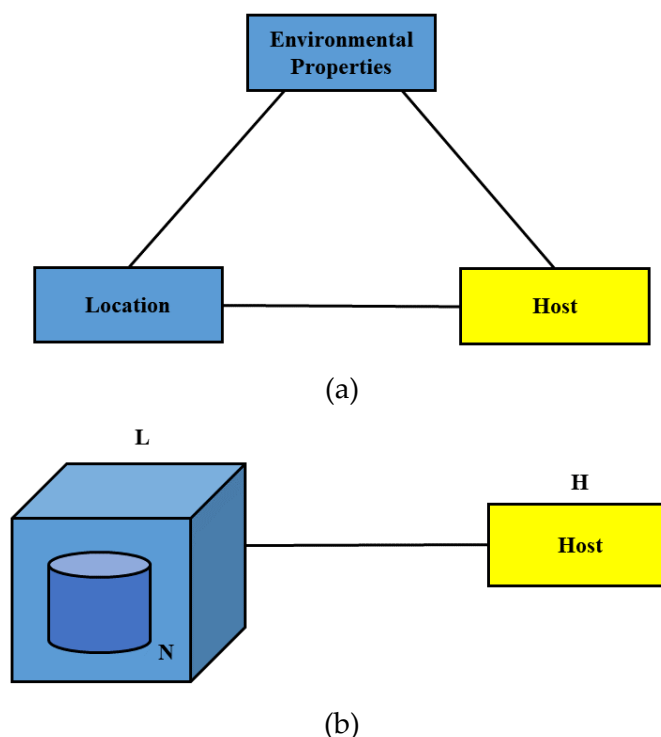 Environmental
Properties
Location
Host
(a)
L
H
Host
N
(b)